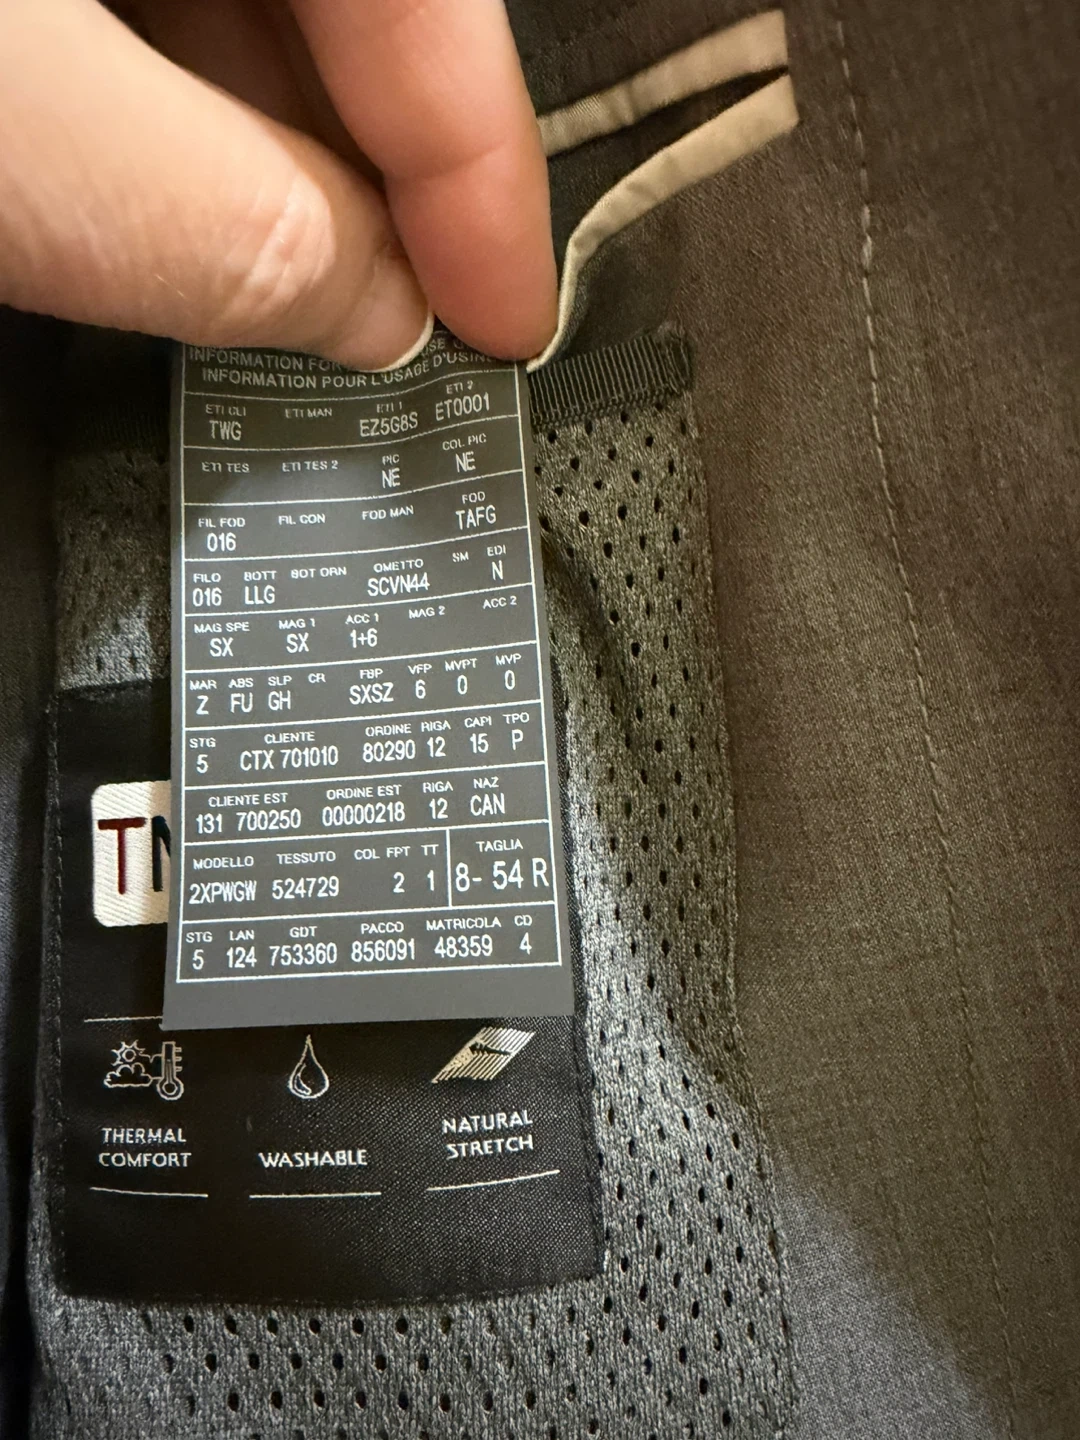 INFORMATION FOR USE
INFORMATION POUR L'USAGE D'USINE
ETI CLI ETI MAN ETI 1 ETI 2
TWG EZ5G8S ET0001
ETI TES ETI TES 2 PIC COL PIC
NE NE
FIL FOD FIL CON FOD MAN FOD
016 TAFG
FILO BOTT BOT ORN OMETTO SM EDI
016 LLG SCVN44 N
MAG SPE MAG 1 ACC 1 MAG 2 ACC 2
SX SX 1+6
MAR ABS SLP CR FBP VFP MVPT MVP
Z FU GH SXSZ 6 0 0
STG CLIENTE ORDINE RIGA CAPI TPO
5 CTX 701010 80290 12 15 P
CLIENTE EST ORDINE EST RIGA NAZ
131 700250 00000218 12 CAN
MODELLO TESSUTO COL FPT TT TAGLIA
2XPWGW 524729 2 1 8- 54 R
STG LAN GDT PACCO MATRICOLA CD
5 124 753360 856091 48359 4
THERMAL
COMFORT
WASHABLE
NATURAL
STRETCH